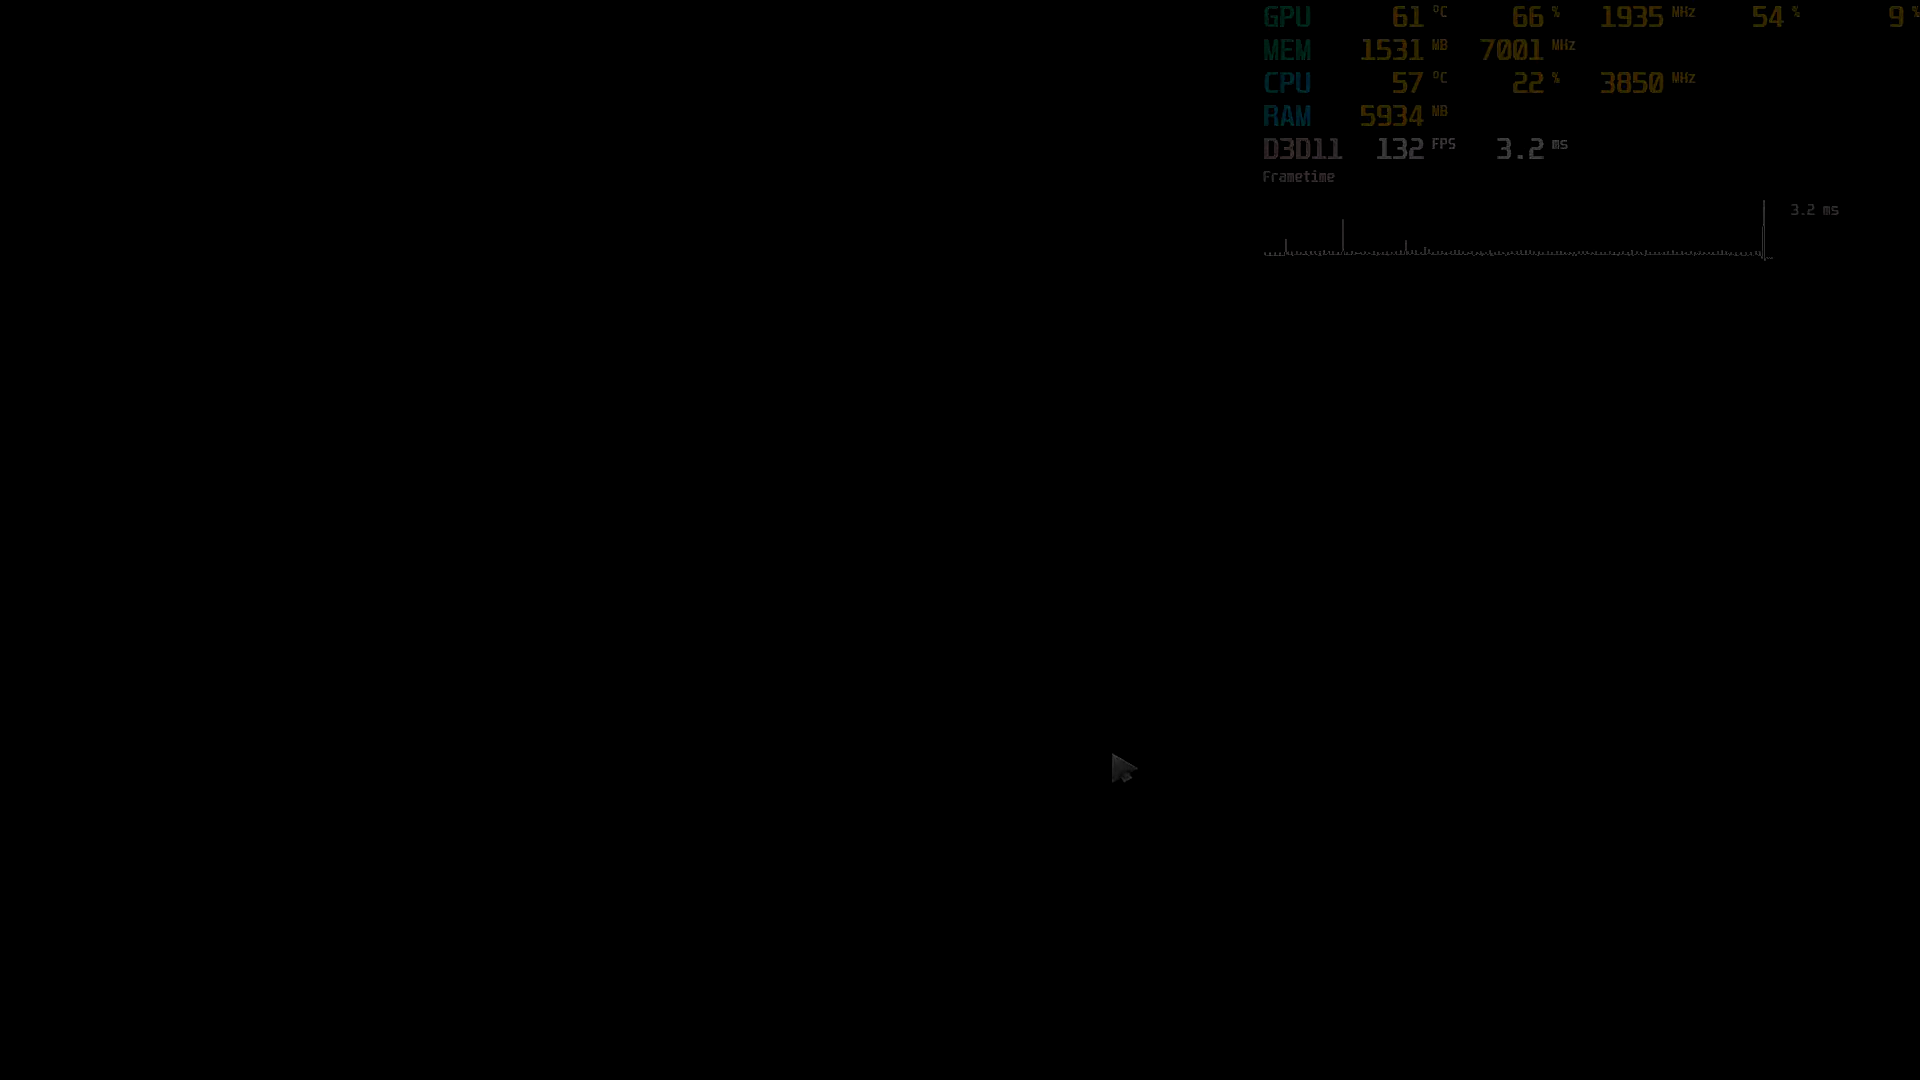 GPU 61 °C 66 % 1935 MHz 54 % 9 %
MEM 1531 MB 7001 MHz
CPU 57 °C 22 % 3850 MHz
RAM 5934 MB
D3D11 132 FPS 3.2 ms
Frametime
3.2 ms